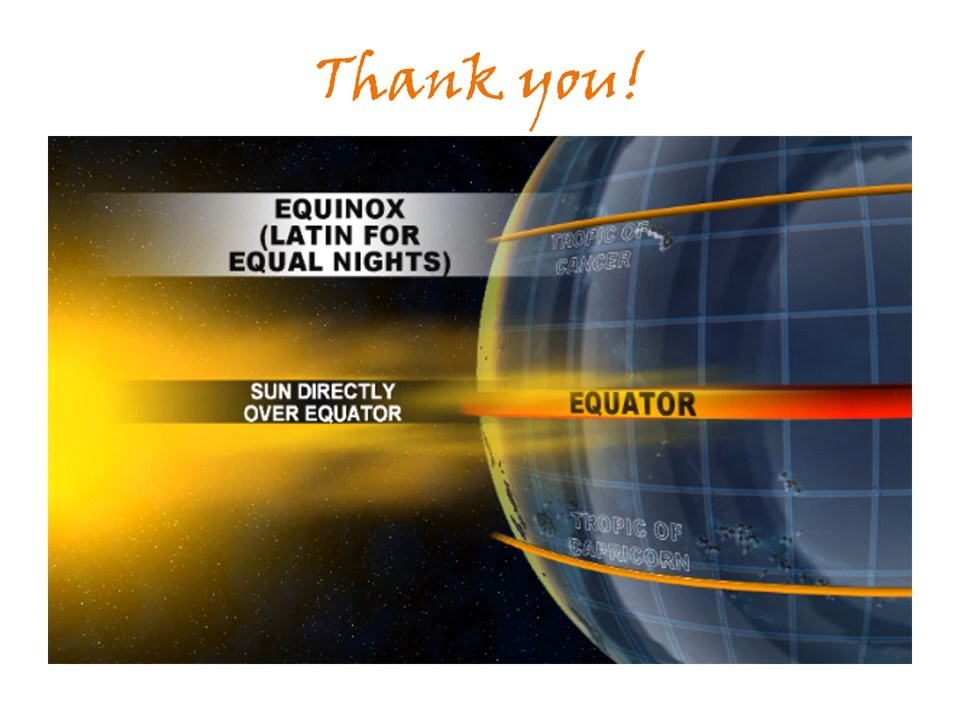 Thank you!
EQUINOX
(LATIN FOR
EQUAL NIGHTS)
TROPIC OF
CANCER
SUN DIRECTLY
OVER EQUATOR
EQUATOR
TROPIC OF
CAPRICORN